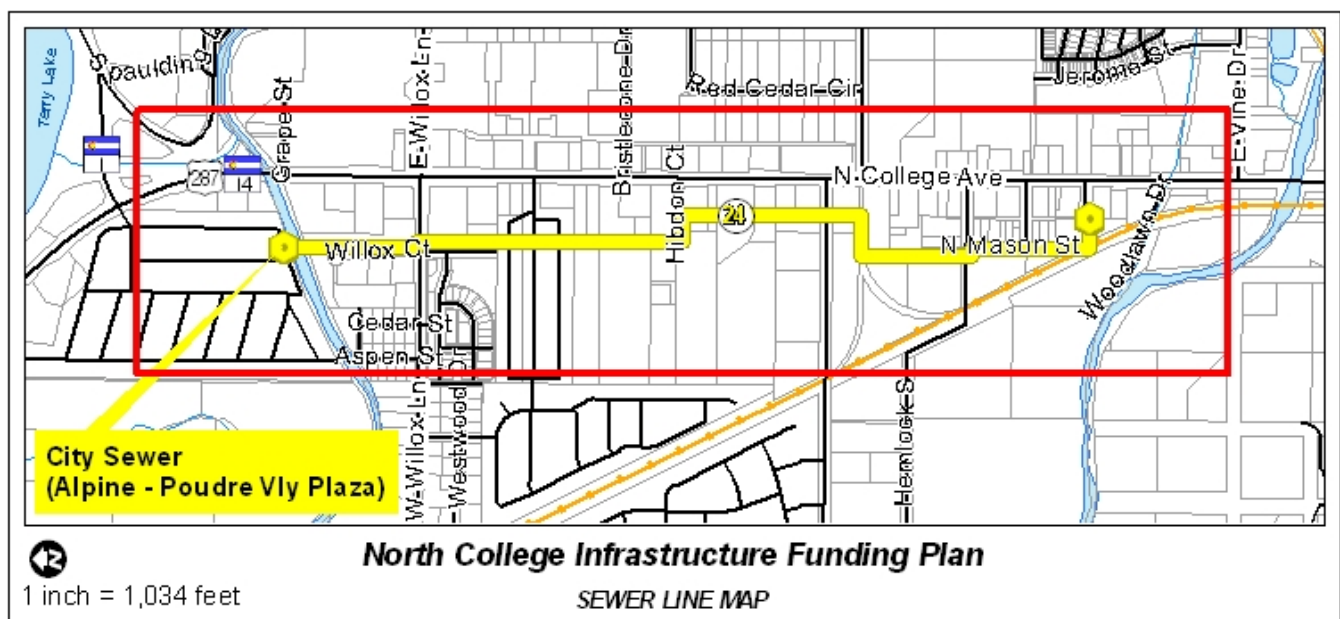 Terry Lake
Spaulding L
Grape St
E Willox Ln
Bristlecone Dr
Red Cedar Cir
Jerome St
E Vine Dr
287
14
Hibdon Ct
N College Ave
Woodlawn Dr
24
Willox Ct
N Mason St
Cedar St
Aspen St
W Willox Ln
Westwood Dr
Hemlock S
City Sewer
(Alpine - Poudre Vly Plaza)
North College Infrastructure Funding Plan
1 inch = 1,034 feet
SEWER LINE MAP